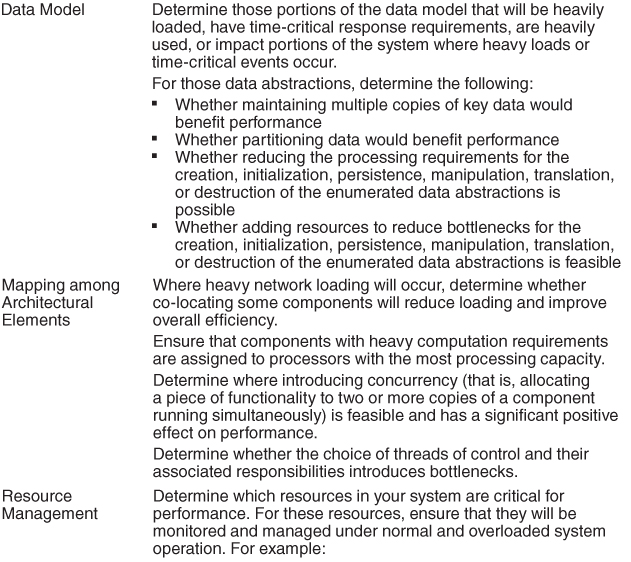 Data Model
Determine those portions of the data model that will be heavily
loaded, have time-critical response requirements, are heavily
used, or impact portions of the system where heavy loads or
time-critical events occur.
For those data abstractions, determine the following:
▪ Whether maintaining multiple copies of key data would
benefit performance
▪ Whether partitioning data would benefit performance
▪ Whether reducing the processing requirements for the
creation, initialization, persistence, manipulation, translation,
or destruction of the enumerated data abstractions is
possible
▪ Whether adding resources to reduce bottlenecks for the
creation, initialization, persistence, manipulation, translation,
or destruction of the enumerated data abstractions is feasible
Mapping among
Architectural
Elements
Where heavy network loading will occur, determine whether
co-locating some components will reduce loading and improve
overall efficiency.
Ensure that components with heavy computation requirements
are assigned to processors with the most processing capacity.
Determine where introducing concurrency (that is, allocating
a piece of functionality to two or more copies of a component
running simultaneously) is feasible and has a significant positive
effect on performance.
Determine whether the choice of threads of control and their
associated responsibilities introduces bottlenecks.
Resource
Management
Determine which resources in your system are critical for
performance. For these resources, ensure that they will be
monitored and managed under normal and overloaded system
operation. For example: